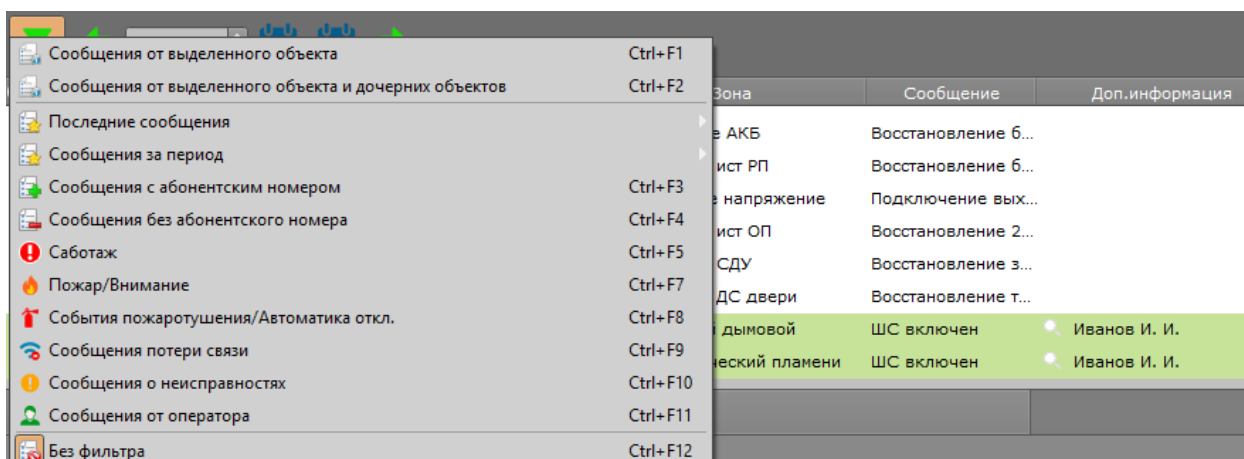 Сообщения от выделенного объекта Ctrl+F1
Сообщения от выделенного объекта и дочерних объектов Ctrl+F2
Зона Сообщение Доп.информация
Последние сообщения
е АКБ Восстановление б...
Сообщения за период
ист РП Восстановление б...
Сообщения с абонентским номером Ctrl+F3
е напряжение Подключение вых...
Сообщения без абонентского номера Ctrl+F4
ист ОП Восстановление 2...
Саботаж Ctrl+F5
СДУ Восстановление з...
Пожар/Внимание Ctrl+F7
ДС двери Восстановление т...
События пожаротушения/Автоматика откл. Ctrl+F8
й дымовой ШС включен Иванов И. И.
Сообщения потери связи Ctrl+F9
ческий пламени ШС включен Иванов И. И.
Сообщения о неисправностях Ctrl+F10
Сообщения от оператора Ctrl+F11
Без фильтра Ctrl+F12